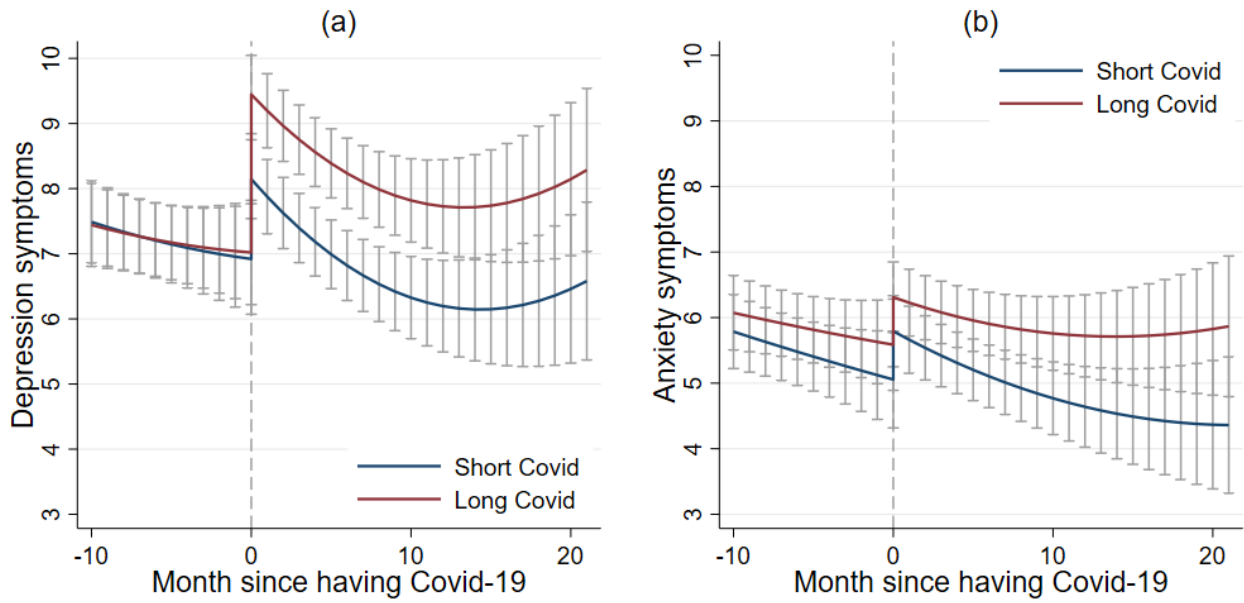 (a)
Depression symptoms
10
9
8
7
6
5
4
3
-10
0
10
20
Month since having Covid-19
Short Covid
Long Covid
(b)
Anxiety symptoms
10
9
8
7
6
5
4
3
-10
0
10
20
Month since having Covid-19
Short Covid
Long Covid